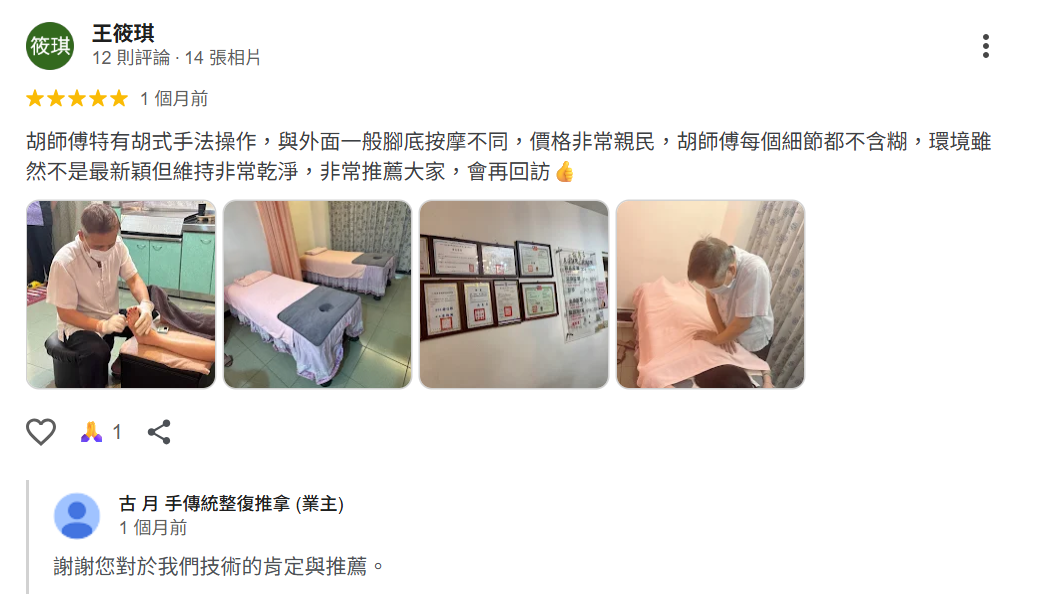 筱琪
王筱琪
12 則評論 · 14 張相片
1 個月前
胡師傅特有胡式手法操作，與外面一般腳底按摩不同，價格非常親民，胡師傅每個細節都不含糊，環境雖
然不是最新穎但維持非常乾淨，非常推薦大家，會再回訪👍
🙏 1
古 月 手傳統整復推拿 (業主)
1 個月前
謝謝您對於我們技術的肯定與推薦。